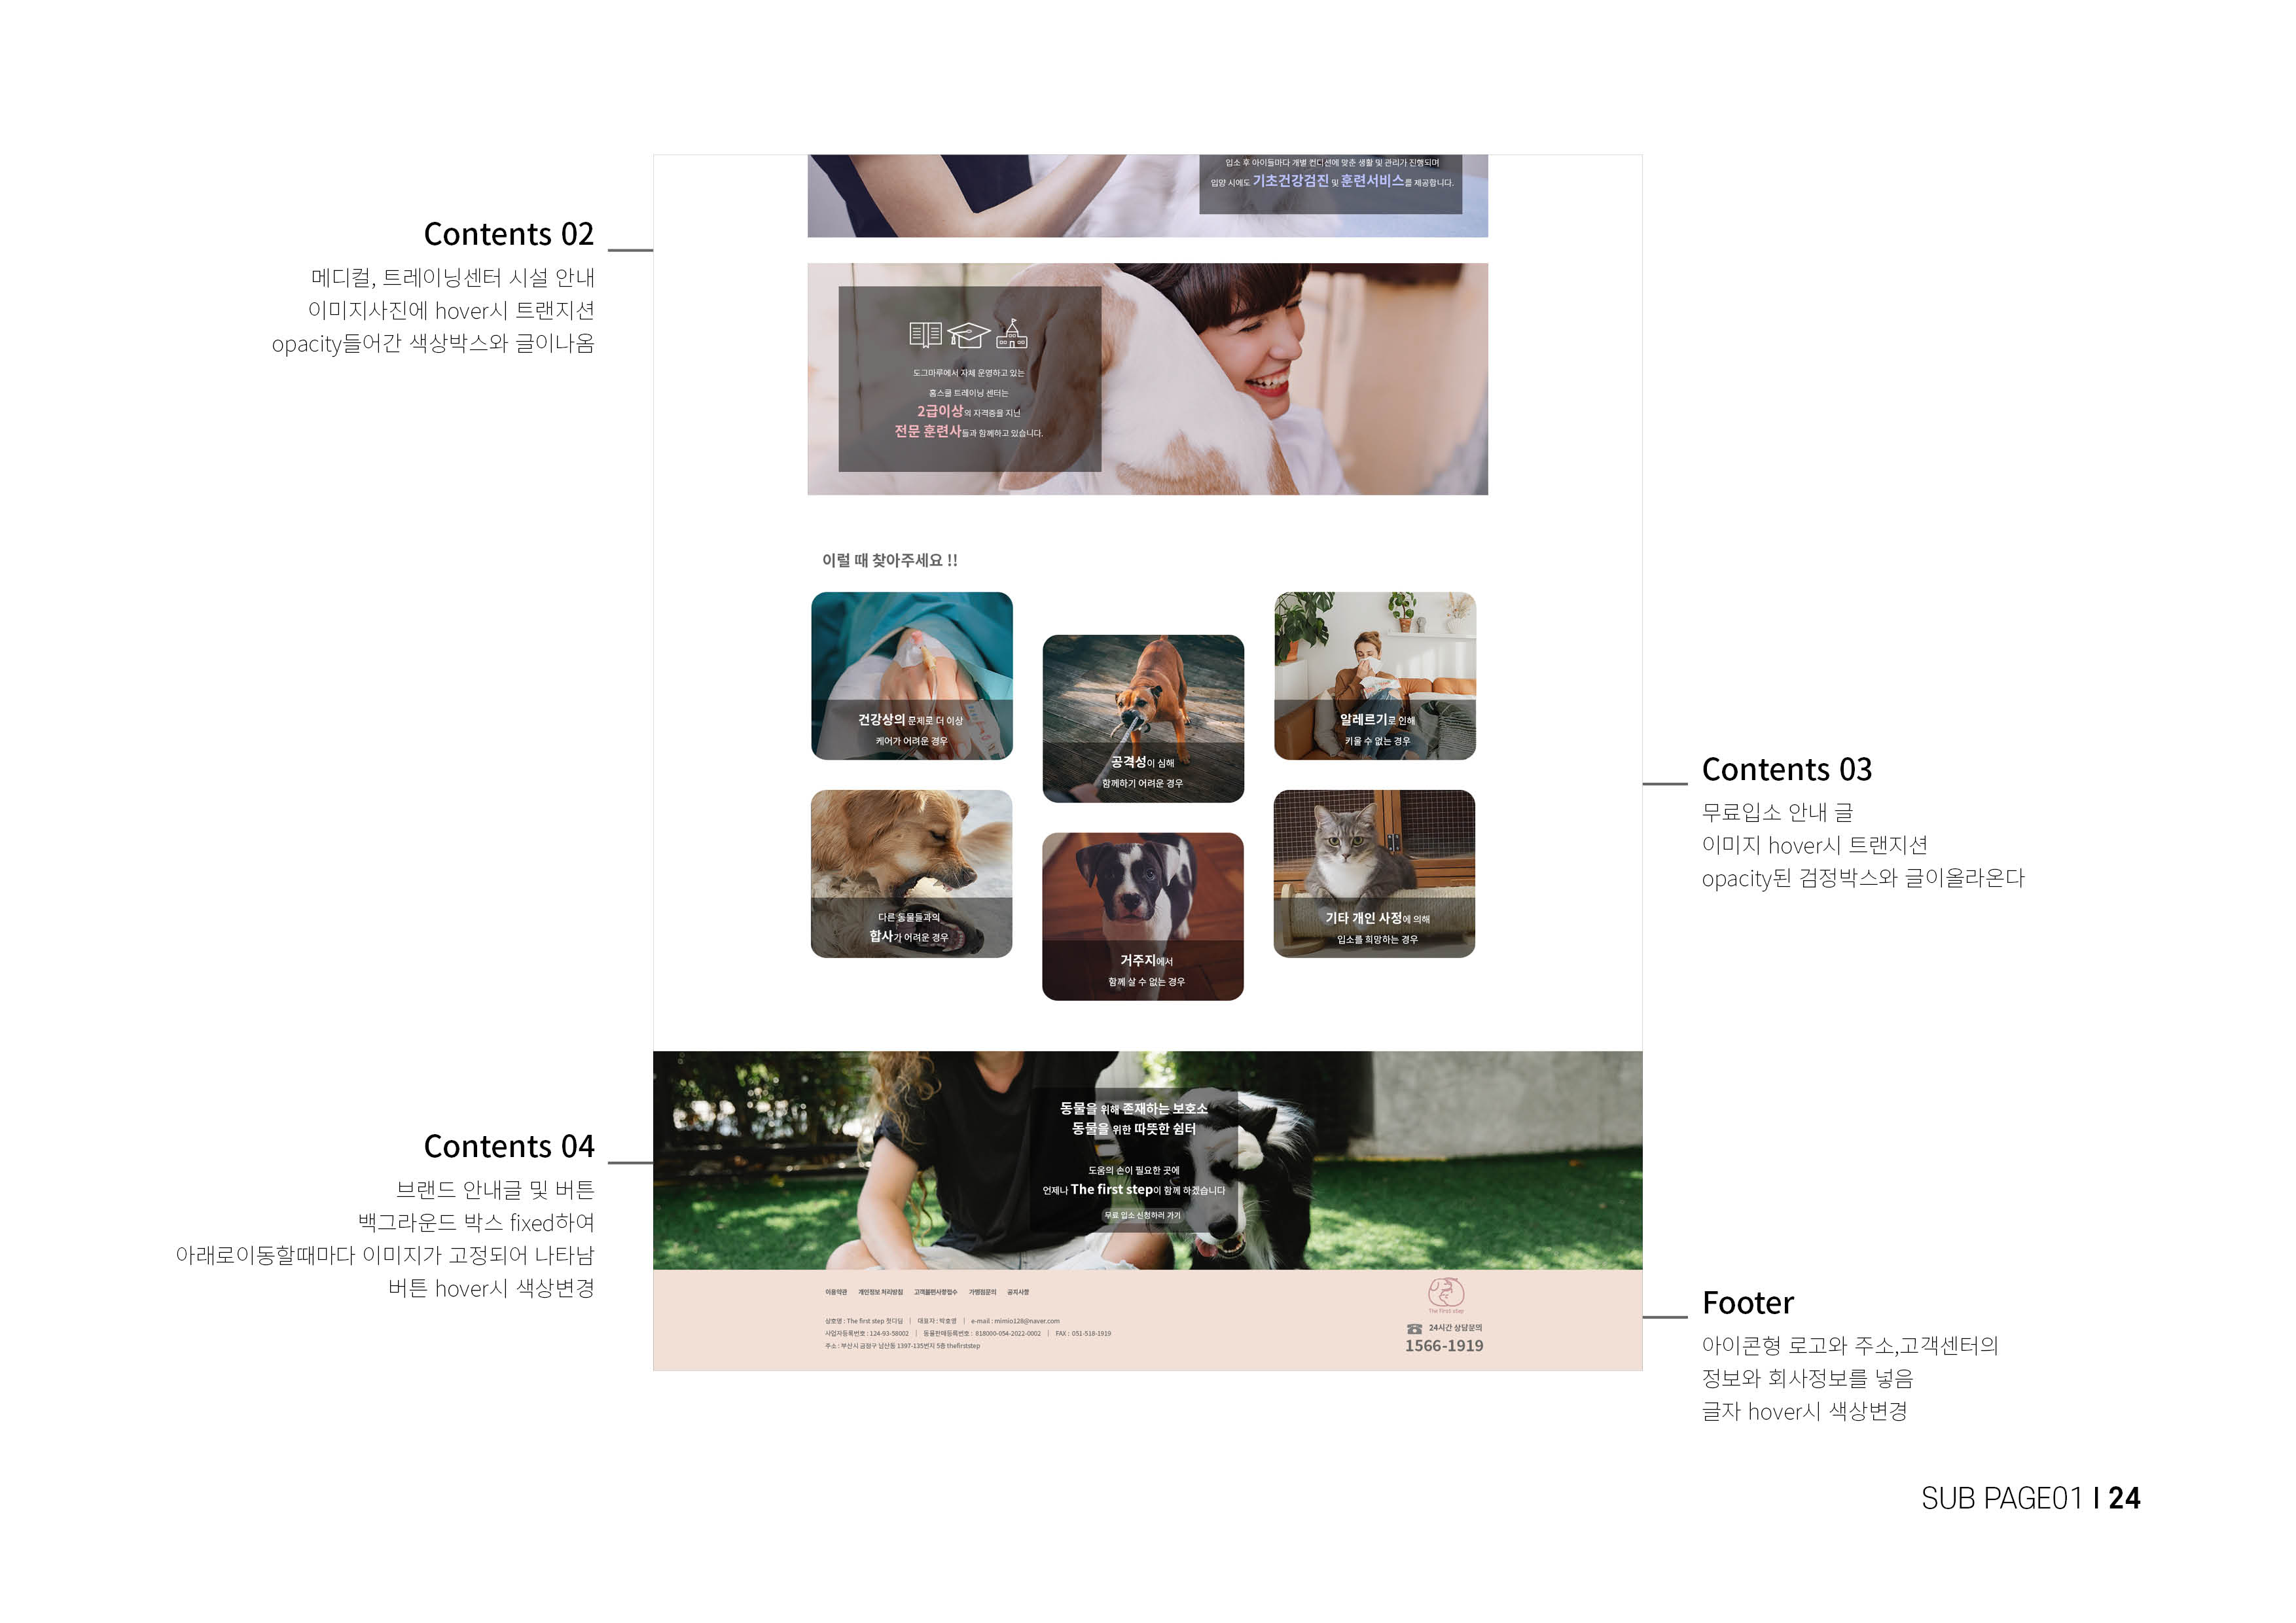 Contents 02
메디컬, 트레이닝센터 시설 안내
이미지사진에 hover시 트랜지션
opacity들어간 색상박스와 글이나옴
입소 후 아이들마다 개별 컨디션에 맞춘 생활 및 관리가 진행되며
입양 시에도 기초건강검진 및 훈련서비스를 제공합니다.
도그마루에서 자체 운영하고 있는
홈스쿨 트레이닝 센터는
2급이상의 자격증을 지닌
전문 훈련사들과 함께하고 있습니다.
이럴 때 찾아주세요 !!
건강상의 문제로 더 이상
케어가 어려운 경우
공격성이 심해
함께하기 어려운 경우
알레르기로 인해
키울 수 없는 경우
다른 동물들과의
합사가 어려운 경우
거주지에서
함께 살 수 없는 경우
기타 개인 사정에 의해
입소를 희망하는 경우
Contents 03
무료입소 안내 글
이미지 hover시 트랜지션
opacity된 검정박스와 글이올라온다
Contents 04
브랜드 안내글 및 버튼
백그라운드 박스 fixed하여
아래로이동할때마다 이미지가 고정되어 나타남
버튼 hover시 색상변경
동물을 위해 존재하는 보호소
동물을 위한 따뜻한 쉼터
도움의 손이 필요한 곳에
언제나 The first step이 함께 하겠습니다
무료 입소 신청하러 가기
이용약관 개인정보 처리방침 고객불편사항접수 가맹점문의 공지사항
상호명 : The first step 첫디딤 | 대표자 : 박호영 | e-mail : mimio128@naver.com
사업자등록번호 : 124-93-58002 | 동물판매등록번호 : 818000-054-2022-0002 | FAX : 051-518-1919
주소 : 부산시 금정구 남산동 1397-135번지 5층 thefirststep
The first step
24시간 상담문의
1566-1919
Footer
아이콘형 로고와 주소,고객센터의
정보와 회사정보를 넣음
글자 hover시 색상변경
SUB PAGE01 I 24